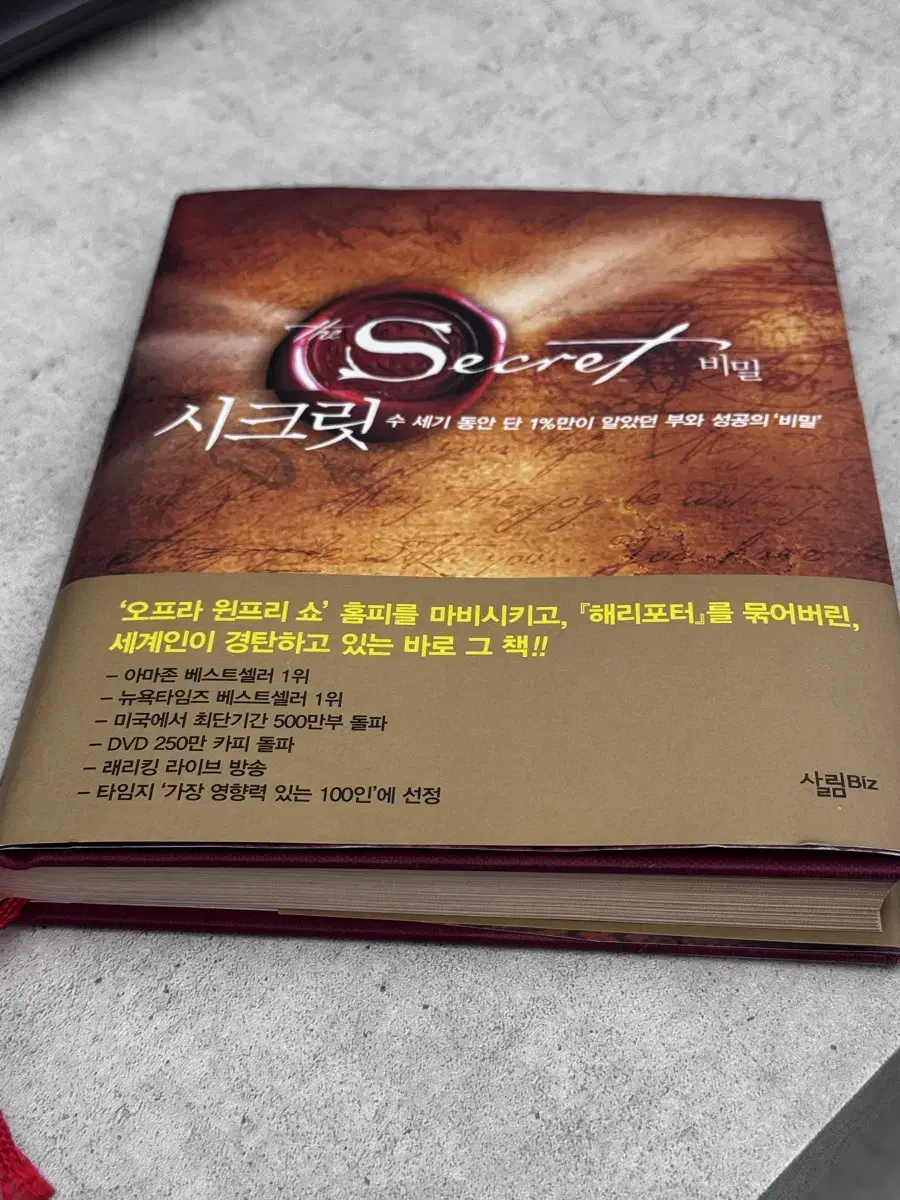 the Secret 비밀
시크릿 수 세기 동안 단 1%만이 알았던 부와 성공의 '비밀'
'오프라 윈프리 쇼' 홈피를 마비시키고, 『해리포터』를 묶어버린,
세계인이 경탄하고 있는 바로 그 책!!
– 아마존 베스트셀러 1위
– 뉴욕타임즈 베스트셀러 1위
– 미국에서 최단기간 500만부 돌파
– DVD 250만 카피 돌파
– 래리킹 라이브 방송
– 타임지 '가장 영향력 있는 100인'에 선정
살림Biz